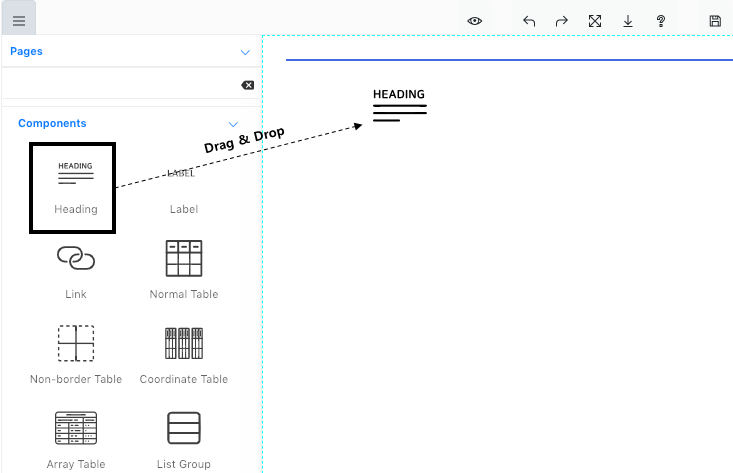 Pages
Components
HEADING
Drag & Drop
HEADING
LABEL
Heading
Label
Link
Normal Table
Non-border Table
Coordinate Table
Array Table
List Group